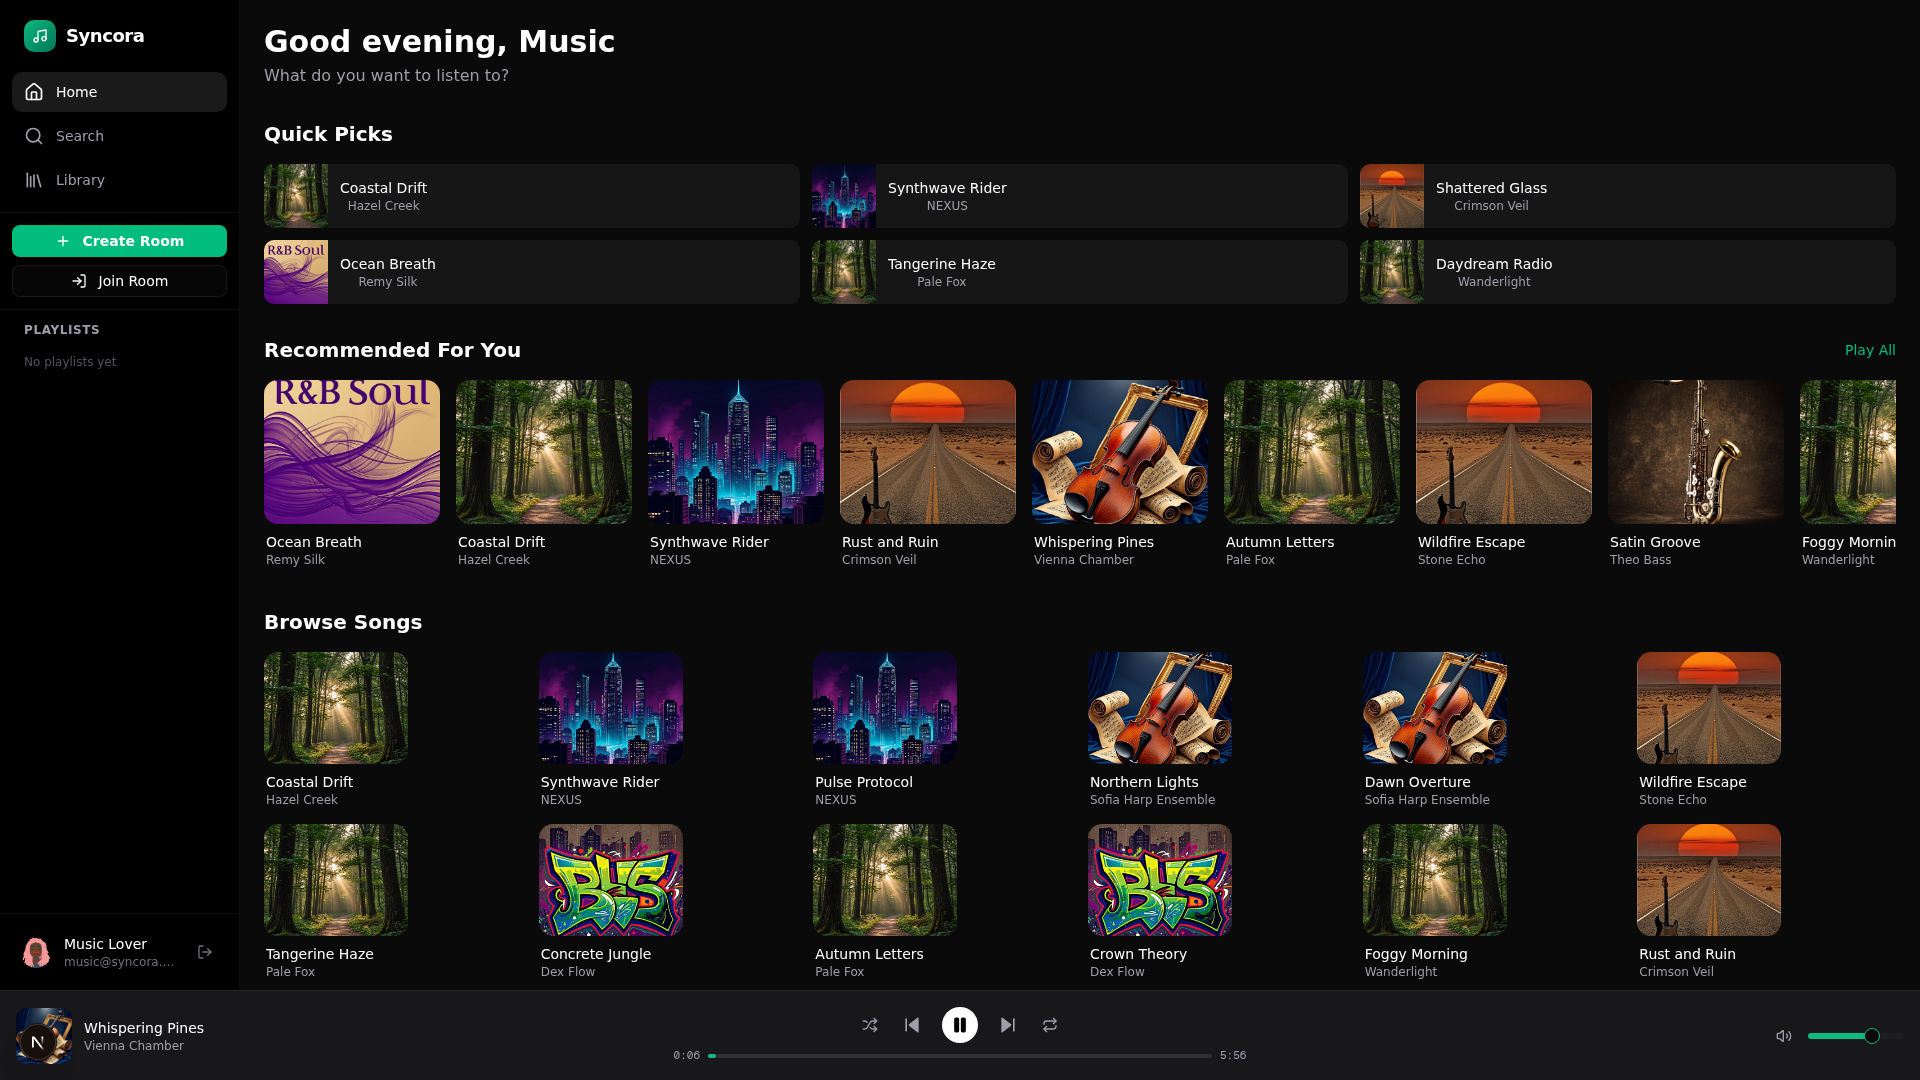 Syncora
Home
Search
Library
Create Room
Join Room
PLAYLISTS
No playlists yet
Music Lover
music@syncora....
Good evening, Music
What do you want to listen to?
Quick Picks
Coastal Drift
Hazel Creek
Synthwave Rider
NEXUS
Shattered Glass
Crimson Veil
R&B Soul
Ocean Breath
Remy Silk
Tangerine Haze
Pale Fox
Daydream Radio
Wanderlight
Recommended For You
Play All
R&B Soul
Ocean Breath
Remy Silk
Coastal Drift
Hazel Creek
Synthwave Rider
NEXUS
Rust and Ruin
Crimson Veil
Whispering Pines
Vienna Chamber
Autumn Letters
Pale Fox
Wildfire Escape
Stone Echo
Satin Groove
Theo Bass
Foggy Mornin
Wanderlight
Browse Songs
Coastal Drift
Hazel Creek
Synthwave Rider
NEXUS
Pulse Protocol
NEXUS
Northern Lights
Sofia Harp Ensemble
Dawn Overture
Sofia Harp Ensemble
Wildfire Escape
Stone Echo
Tangerine Haze
Pale Fox
Concrete Jungle
Dex Flow
Autumn Letters
Pale Fox
Crown Theory
Dex Flow
Foggy Morning
Wanderlight
Rust and Ruin
Crimson Veil
N
Whispering Pines
Vienna Chamber
0:06
5:56